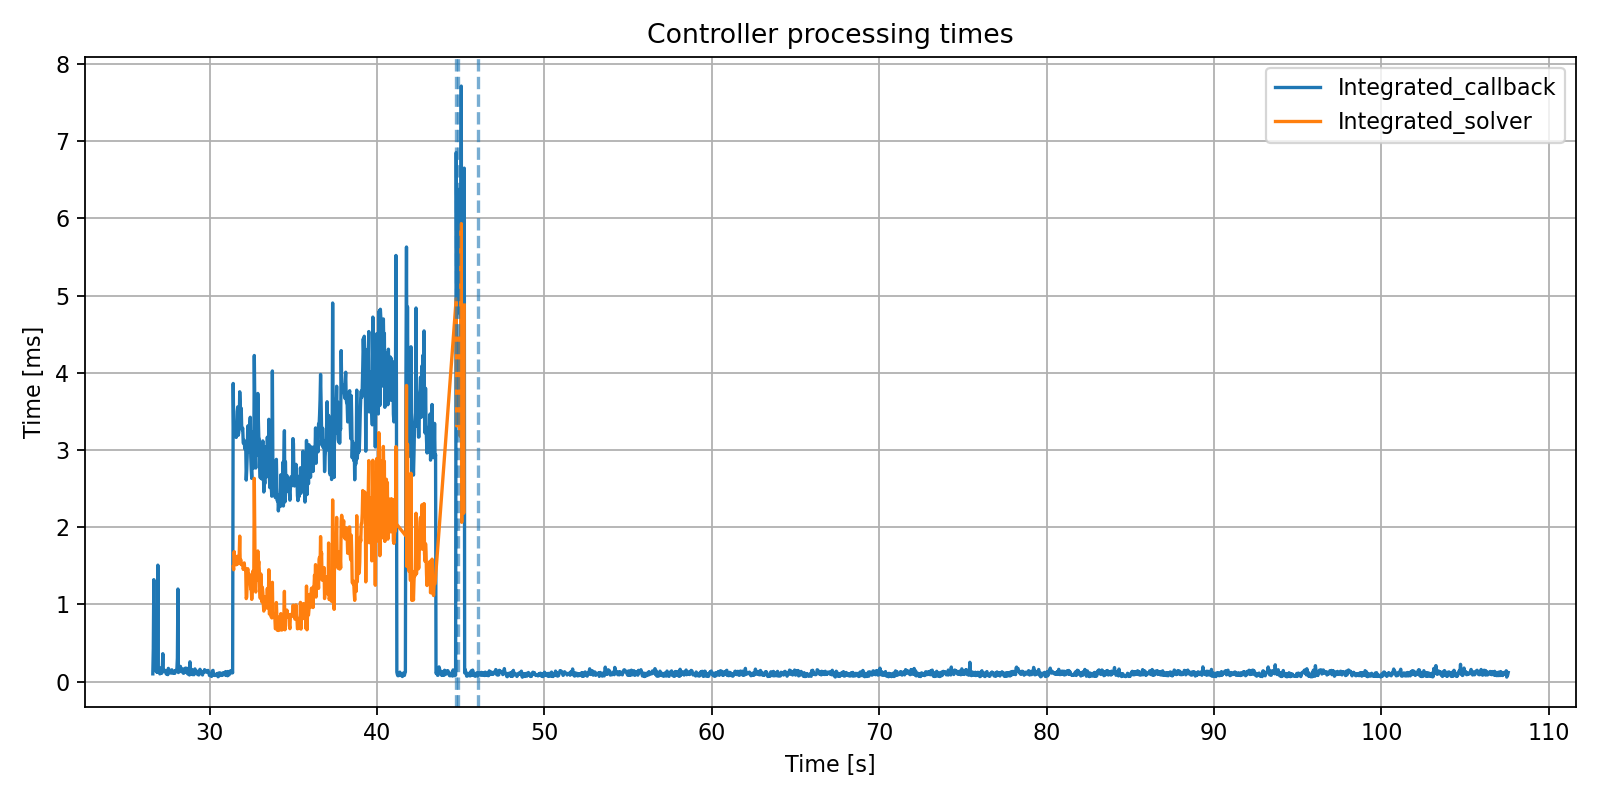 Controller processing times
8
7
6
5
4
3
2
1
0
Time [ms]
Integrated_callback
Integrated_solver
30 40 50 60 70 80 90 100 110
Time [s]